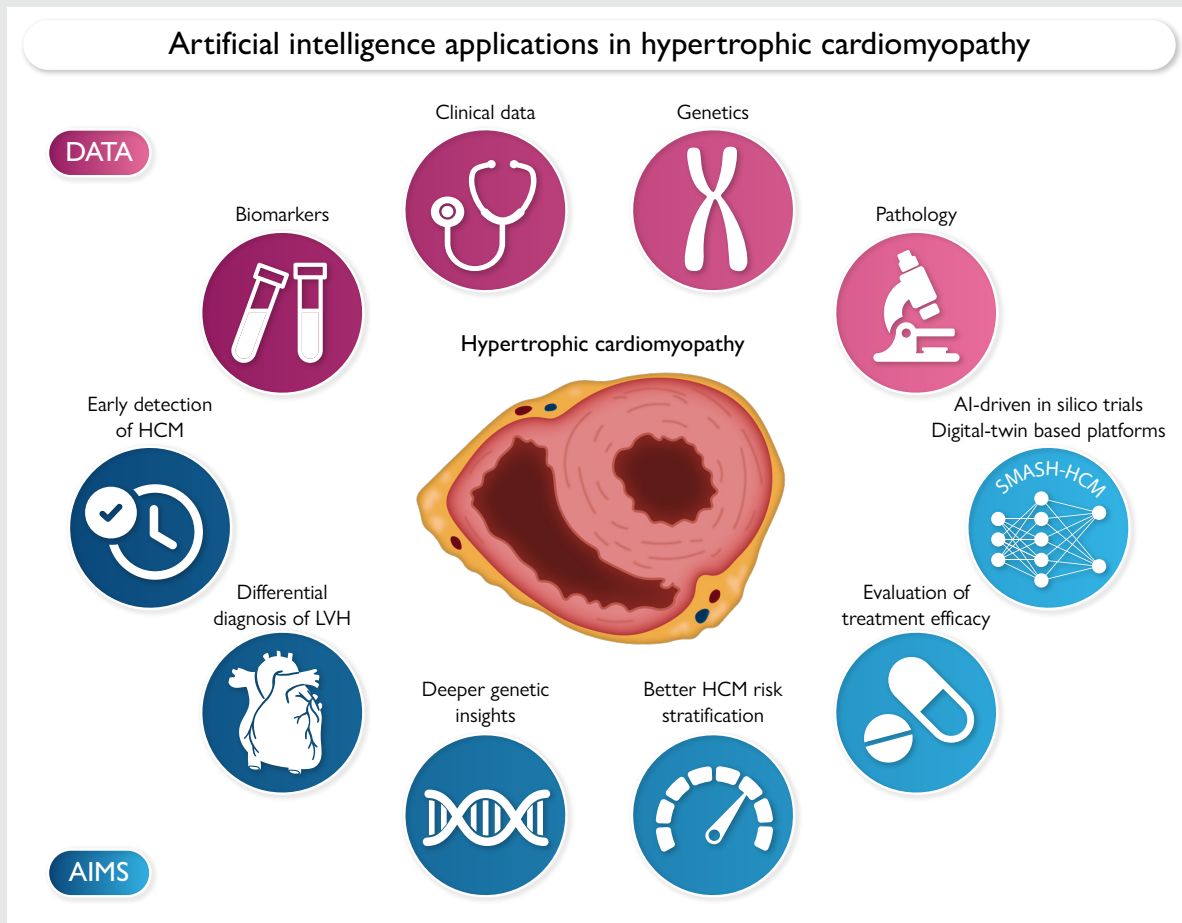 Artificial intelligence applications in hypertrophic cardiomyopathy
DATA
Clinical data
Genetics
Biomarkers
Pathology
Hypertrophic cardiomyopathy
Early detection
of HCM
AI-driven in silico trials
Digital-twin based platforms
SMASH-HCM
Differential
diagnosis of LVH
Evaluation of
treatment efficacy
Deeper genetic
insights
Better HCM risk
stratification
AIMS